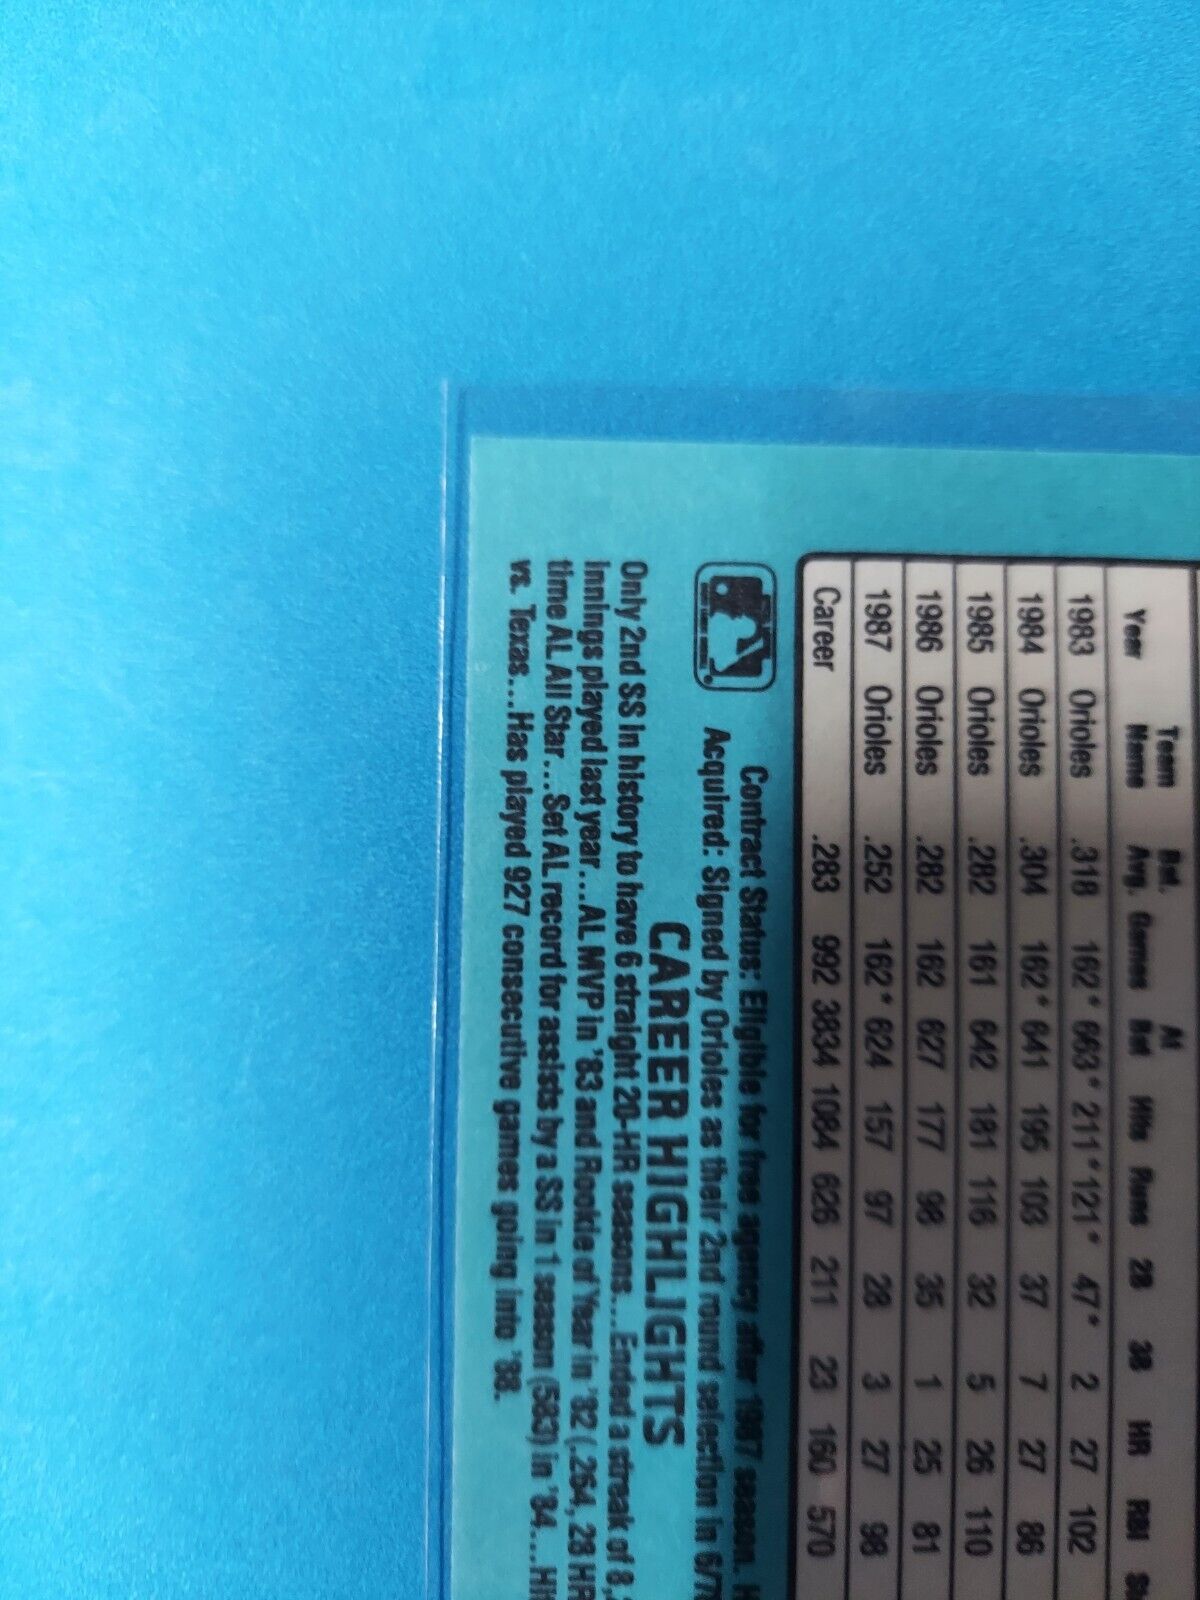 Team Bat. At
Year Name Avg. Games Bat Hits Runs 2B 3B HR RBI
1983 Orioles .318 162* 663* 211* 121* 47* 2 27 102
1984 Orioles .304 162* 641 195 103 37 7 27 86
1985 Orioles .282 161 642 181 116 32 5 26 110
1986 Orioles .282 162 627 177 98 35 1 25 81
1987 Orioles .252 162* 624 157 97 28 3 27 98
Career .283 992 3834 1084 626 211 23 160 570
Contract Status: Eligible for free agency after 1987 season. H
Acquired: Signed by Orioles as their 2nd round selection in 6/7
CAREER HIGHLIGHTS
Only 2nd SS in history to have 6 straight 20-HR seasons...Ended a streak of 8,
innings played last year...AL MVP in '83 and Rookie of Year in '82 (.264, 28 HR
time AL All Star...Set AL record for assists by a SS in 1 season (583) in '84...Hi
vs. Texas...Has played 927 consecutive games going into '88.